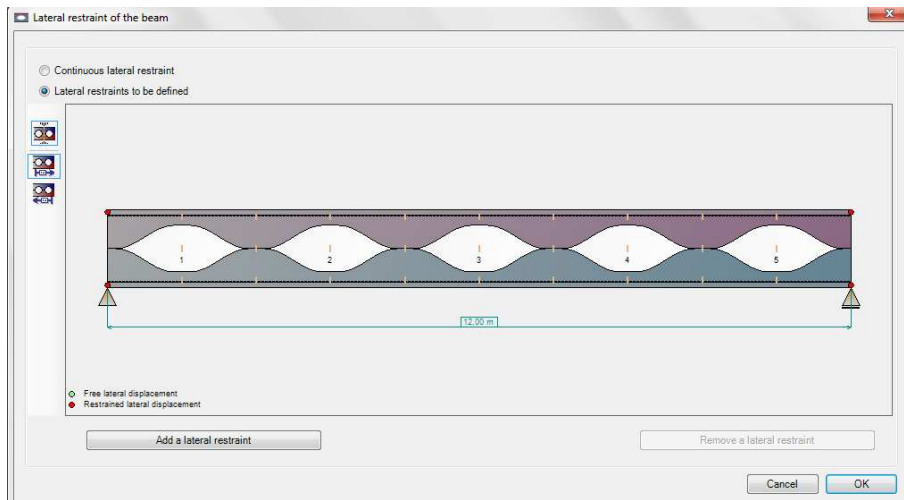 Lateral restraint of the beam
x
Continuous lateral restraint
Lateral restraints to be defined
1 2 3 4 5
12,00 m
Free lateral displacement
Restrained lateral displacement
Add a lateral restraint Remove a lateral restraint
Cancel OK